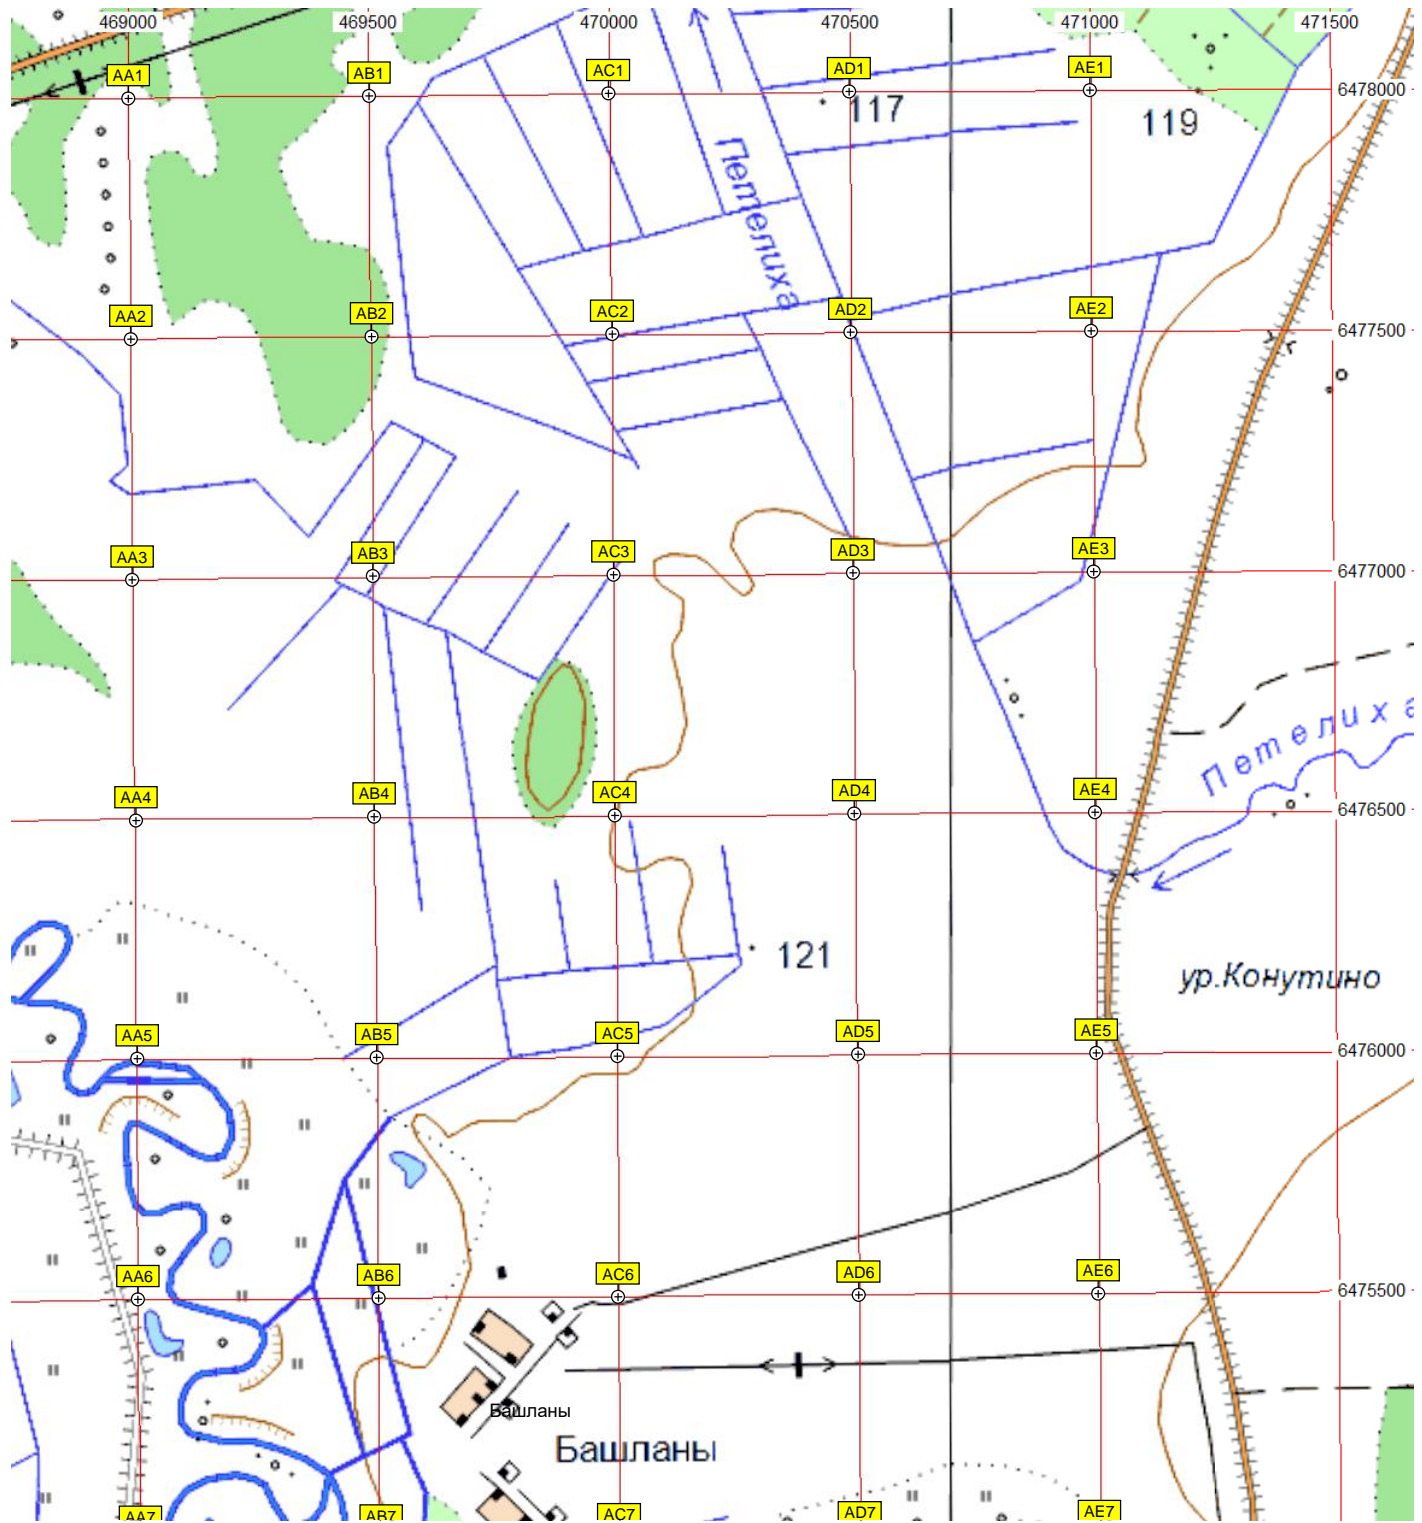 469000 469500 470000 470500 471000 471500
AA1 AB1 AC1 AD1 AE1
6478000
117
119
Петелиха
AA2 AB2 AC2 AD2 AE2
6477500
AA3 AB3 AC3 AD3 AE3
6477000
Петелиха
AA4 AB4 AC4 AD4 AE4
6476500
121
ур.Конутино
AA5 AB5 AC5 AD5 AE5
6476000
AA6 AB6 AC6 AD6 AE6
6475500
Башланы
Башланы
AA7 AB7 AC7 AD7 AE7